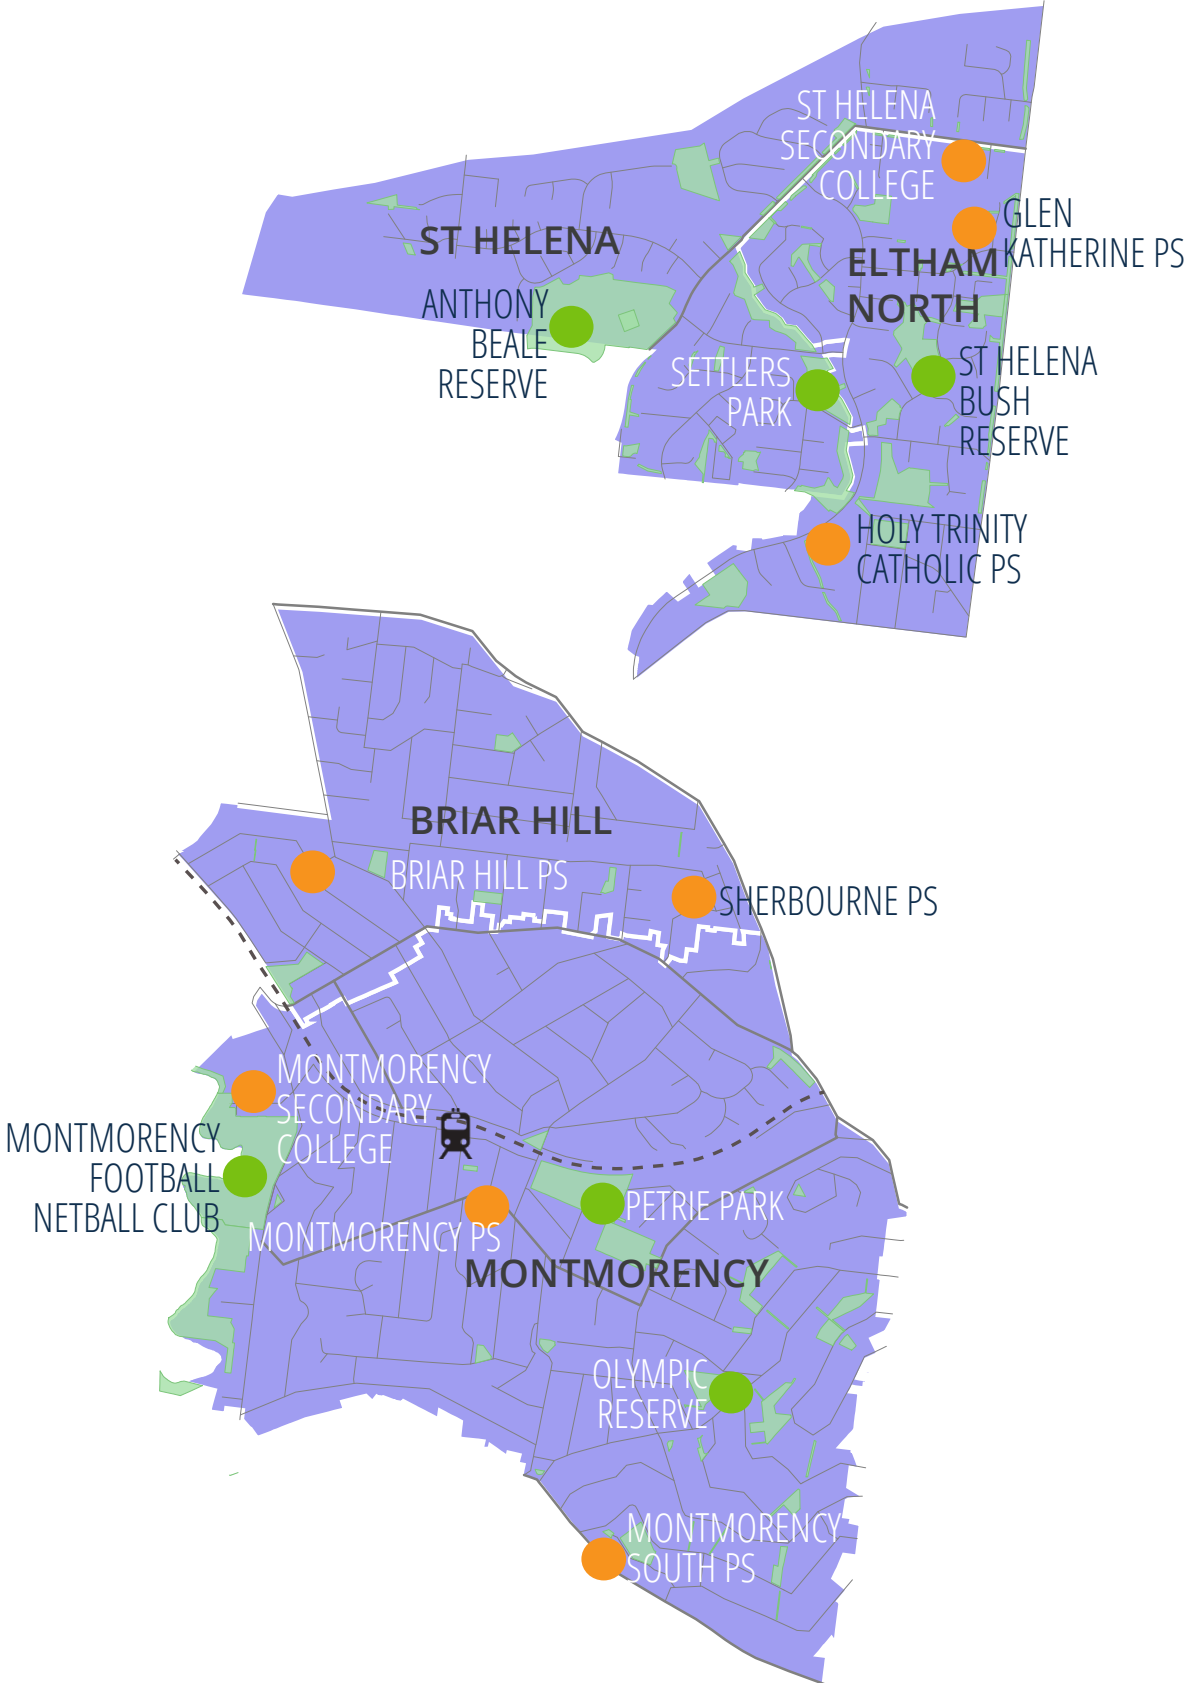 ST HELENA
SECONDARY
COLLEGE
GLEN
KATHERINE PS
ST HELENA
ELTHAM
NORTH
ANTHONY
BEALE
RESERVE
SETTLERS
PARK
ST HELENA
BUSH
RESERVE
HOLY TRINITY
CATHOLIC PS
BRIAR HILL
BRIAR HILL PS
SHERBOURNE PS
MONTMORENCY
SECONDARY
COLLEGE
MONTMORENCY
FOOTBALL
NETBALL CLUB
MONTMORENCY PS
PETRIE PARK
MONTMORENCY
OLYMPIC
RESERVE
MONTMORENCY
SOUTH PS